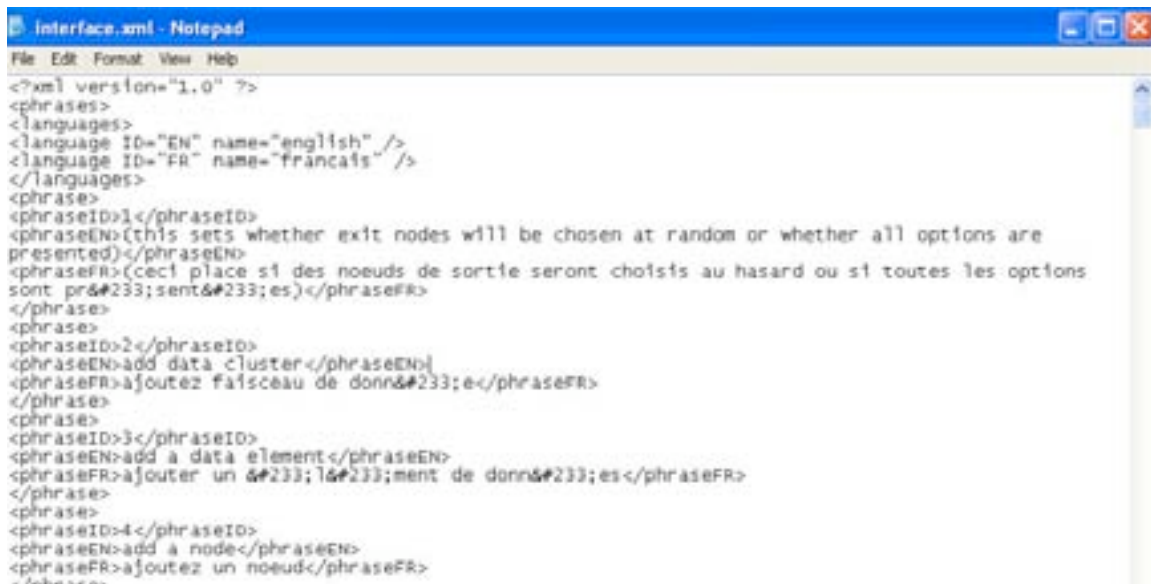 interface.xml - Notepad
File Edit Format View Help
<?xml version="1.0" ?>
<phrases>
<languages>
<language ID="EN" name="english" />
<language ID="FR" name="francais" />
</languages>
<phrase>
<phraseID>1</phraseID>
<phraseEN>(this sets whether exit nodes will be chosen at random or whether all options are
presented)</phraseEN>
<phraseFR>(ceci place si des noeuds de sortie seront choisis au hasard ou si toutes les options
sont pr&#233;sent&#233;es)</phraseFR>
</phrase>
<phrase>
<phraseID>2</phraseID>
<phraseEN>add data cluster</phraseEN>
<phraseFR>ajoutez faisceau de donn&#233;e</phraseFR>
</phrase>
<phrase>
<phraseID>3</phraseID>
<phraseEN>add a data element</phraseEN>
<phraseFR>ajouter un &#233;l&#233;ment de donn&#233;es</phraseFR>
</phrase>
<phrase>
<phraseID>4</phraseID>
<phraseEN>add a node</phraseEN>
<phraseFR>ajoutez un noeud</phraseFR>
</phrase>